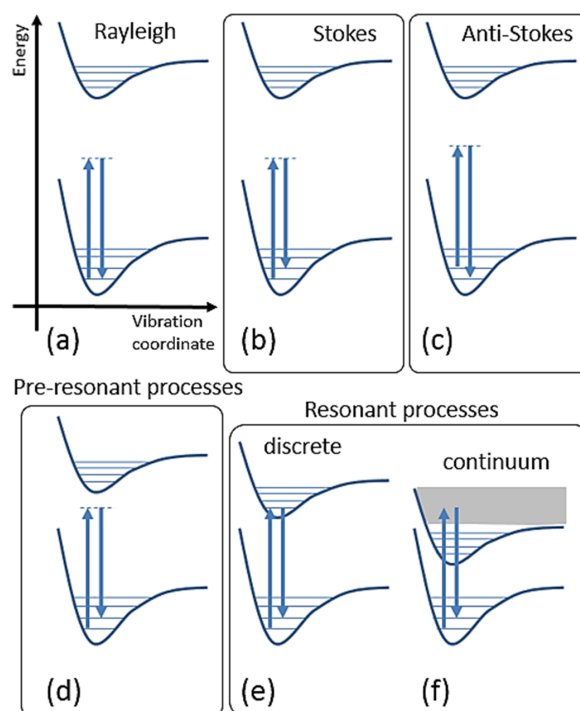 Energy
Rayleigh
Stokes
Anti-Stokes
Vibration
coordinate
(a)
(b)
(c)
Pre-resonant processes
Resonant processes
discrete
continuum
(d)
(e)
(f)